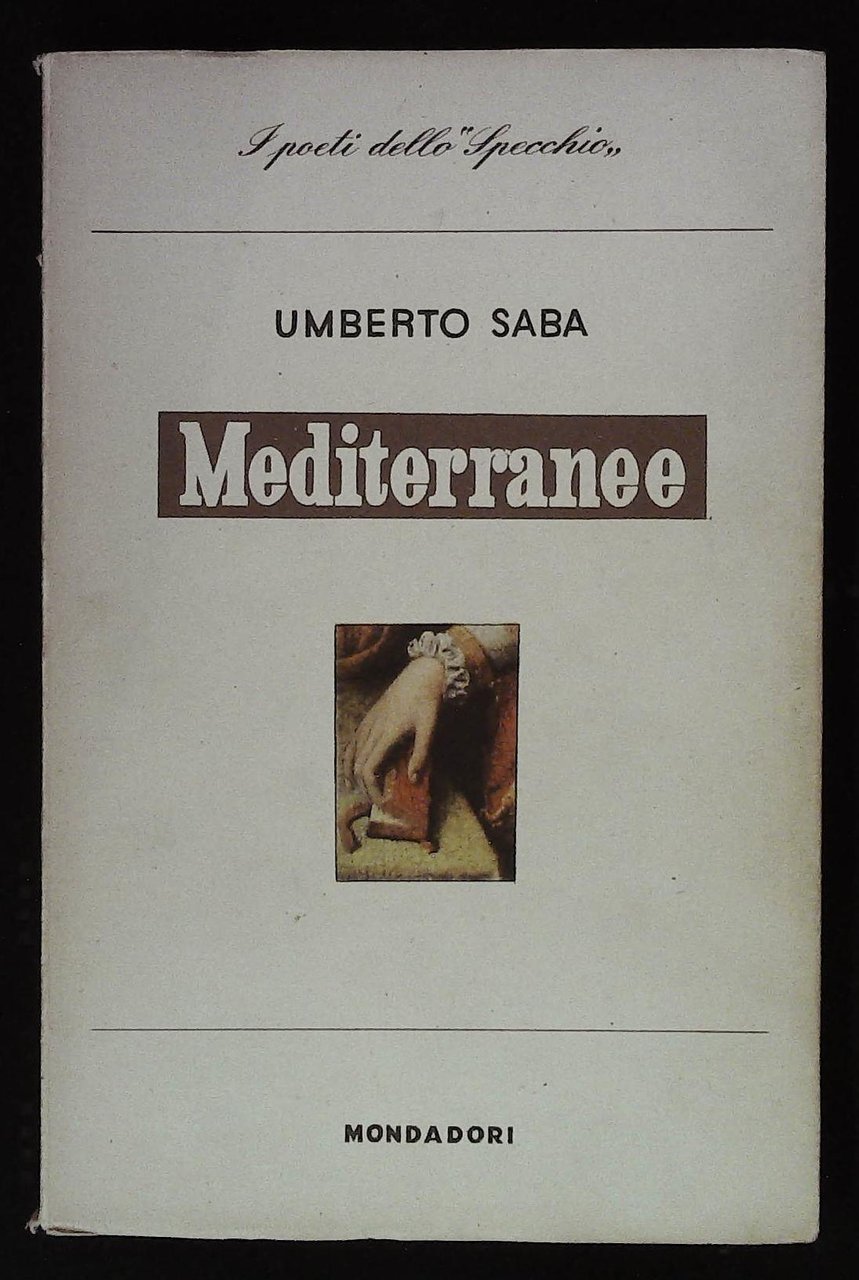 I poeti dello "Specchio„
UMBERTO SABA
Mediterranee
MONDADORI